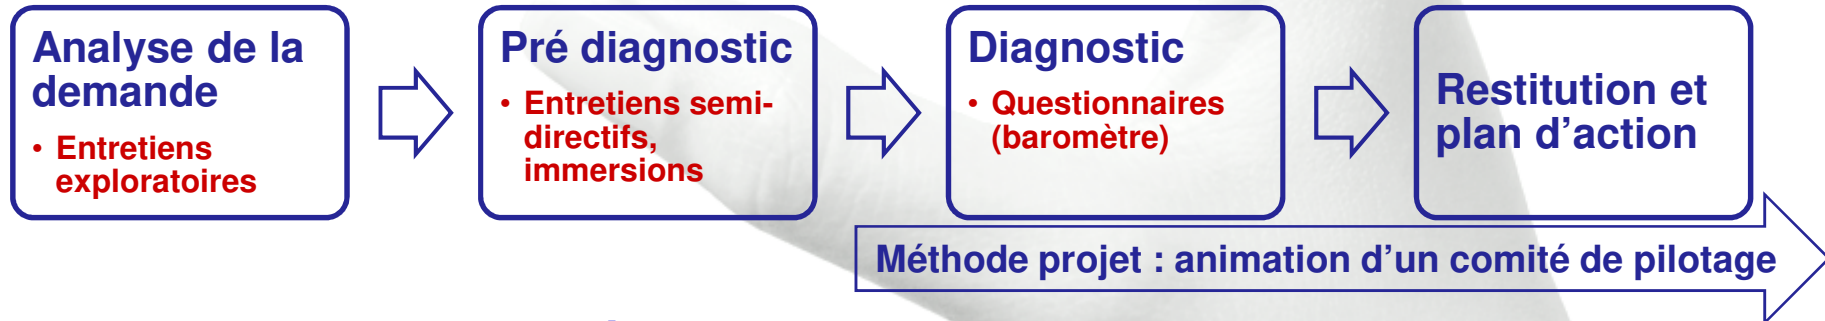 Analyse de la
demande
• Entretiens
exploratoires
Pré diagnostic
• Entretiens semi-
directifs,
immersions
Diagnostic
• Questionnaires
(baromètre)
Restitution et
plan d’action
Méthode projet : animation d’un comité de pilotage